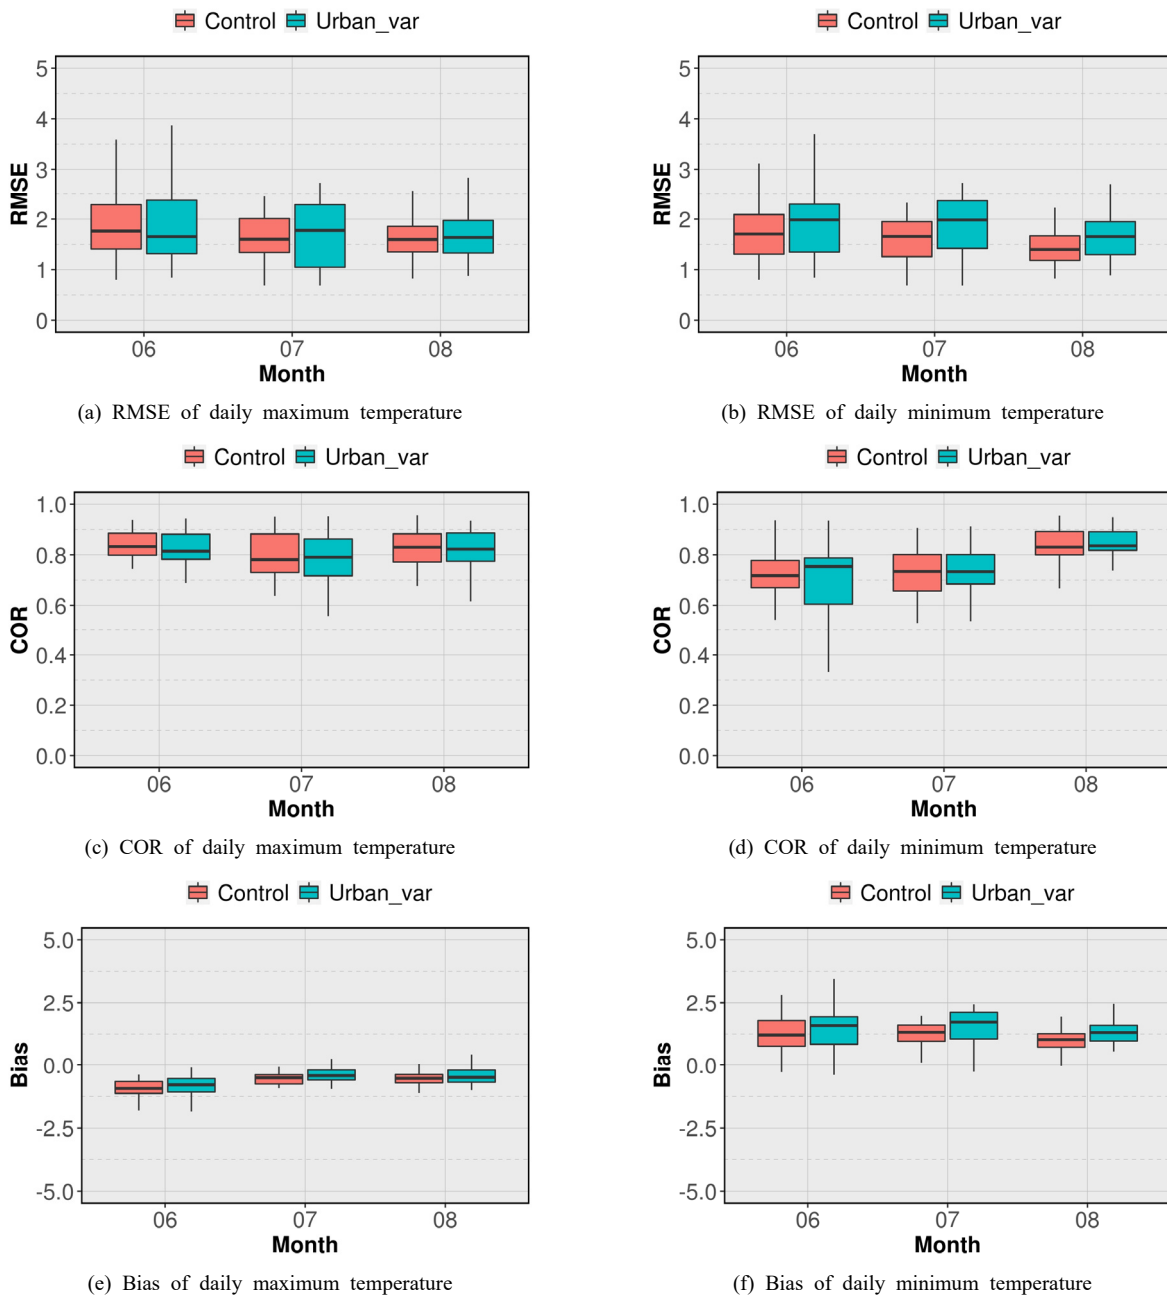 Control Urban_var
Control Urban_var
RMSE
5
4
3
2
1
0
06 07 08
Month
RMSE
5
4
3
2
1
0
06 07 08
Month
(a) RMSE of daily maximum temperature
(b) RMSE of daily minimum temperature
Control Urban_var
Control Urban_var
COR
1.0
0.8
0.6
0.4
0.2
0.0
06 07 08
Month
COR
1.0
0.8
0.6
0.4
0.2
0.0
06 07 08
Month
(c) COR of daily maximum temperature
(d) COR of daily minimum temperature
Control Urban_var
Control Urban_var
Bias
5.0
2.5
0.0
-2.5
-5.0
06 07 08
Month
Bias
5.0
2.5
0.0
-2.5
-5.0
06 07 08
Month
(e) Bias of daily maximum temperature
(f) Bias of daily minimum temperature